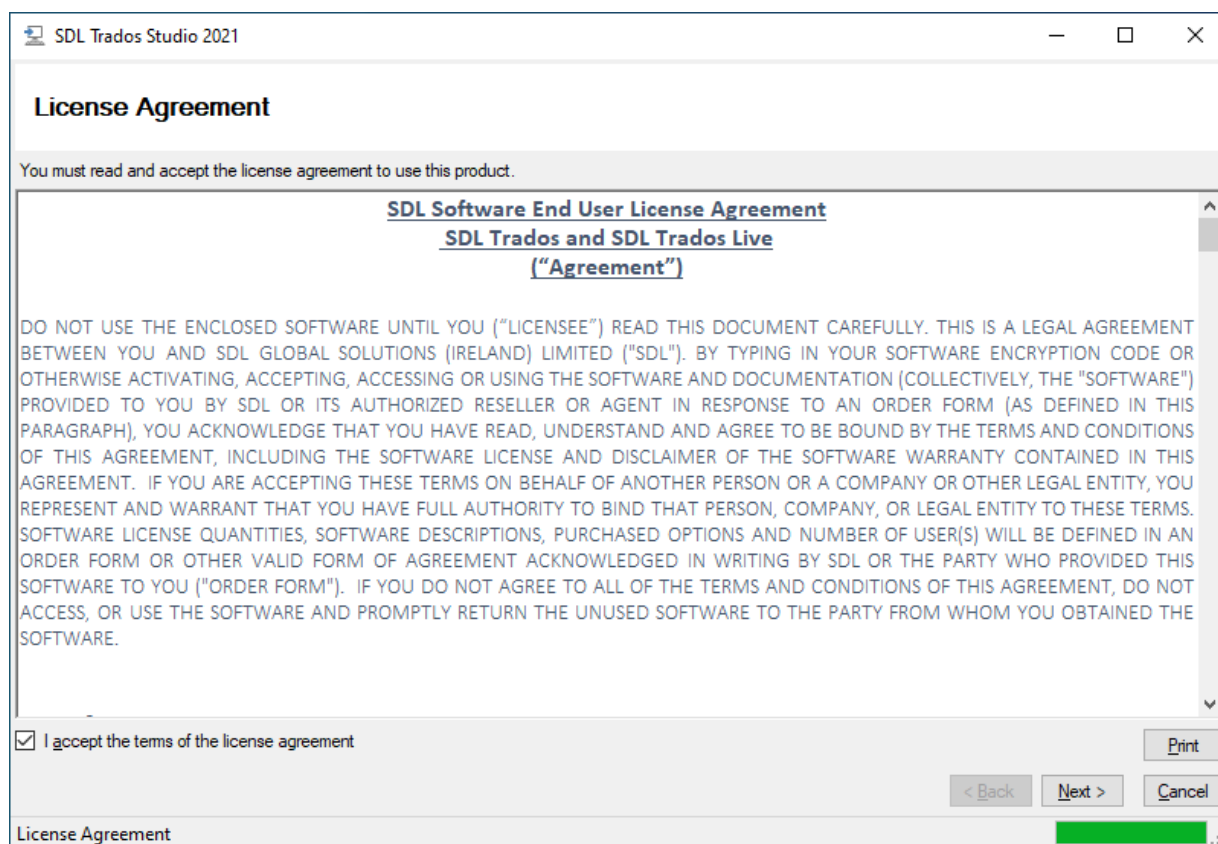 SDL Trados Studio 2021
License Agreement
You must read and accept the license agreement to use this product.
SDL Software End User License Agreement
SDL Trados and SDL Trados Live
(“Agreement”)
DO NOT USE THE ENCLOSED SOFTWARE UNTIL YOU (“LICENSEE”) READ THIS DOCUMENT CAREFULLY. THIS IS A LEGAL AGREEMENT
BETWEEN YOU AND SDL GLOBAL SOLUTIONS (IRELAND) LIMITED ("SDL"). BY TYPING IN YOUR SOFTWARE ENCRYPTION CODE OR
OTHERWISE ACTIVATING, ACCEPTING, ACCESSING OR USING THE SOFTWARE AND DOCUMENTATION (COLLECTIVELY, THE "SOFTWARE")
PROVIDED TO YOU BY SDL OR ITS AUTHORIZED RESELLER OR AGENT IN RESPONSE TO AN ORDER FORM (AS DEFINED IN THIS
PARAGRAPH), YOU ACKNOWLEDGE THAT YOU HAVE READ, UNDERSTAND AND AGREE TO BE BOUND BY THE TERMS AND CONDITIONS
OF THIS AGREEMENT, INCLUDING THE SOFTWARE LICENSE AND DISCLAIMER OF THE SOFTWARE WARRANTY CONTAINED IN THIS
AGREEMENT. IF YOU ARE ACCEPTING THESE TERMS ON BEHALF OF ANOTHER PERSON OR A COMPANY OR OTHER LEGAL ENTITY, YOU
REPRESENT AND WARRANT THAT YOU HAVE FULL AUTHORITY TO BIND THAT PERSON, COMPANY, OR LEGAL ENTITY TO THESE TERMS.
SOFTWARE LICENSE QUANTITIES, SOFTWARE DESCRIPTIONS, PURCHASED OPTIONS AND NUMBER OF USER(S) WILL BE DEFINED IN AN
ORDER FORM OR OTHER VALID FORM OF AGREEMENT ACKNOWLEDGED IN WRITING BY SDL OR THE PARTY WHO PROVIDED THIS
SOFTWARE TO YOU ("ORDER FORM"). IF YOU DO NOT AGREE TO ALL OF THE TERMS AND CONDITIONS OF THIS AGREEMENT, DO NOT
ACCESS, OR USE THE SOFTWARE AND PROMPTLY RETURN THE UNUSED SOFTWARE TO THE PARTY FROM WHOM YOU OBTAINED THE
SOFTWARE.
I accept the terms of the license agreement
Print
< Back Next > Cancel
License Agreement